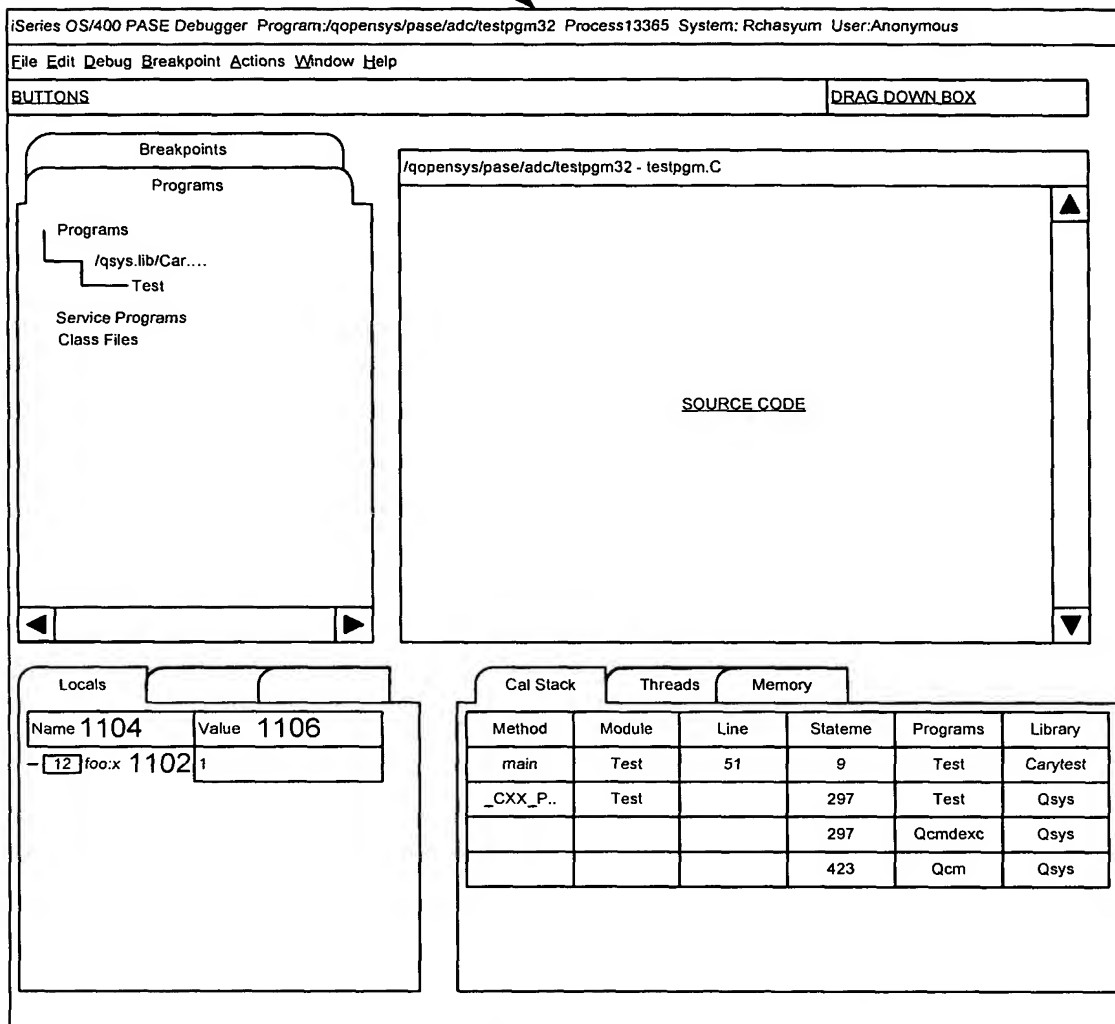 iSeries OS/400 PASE Debugger Program:/qopensys/pase/adc/testpgm32 Process13365 System: Rchasyum User:Anonymous
File Edit Debug Breakpoint Actions Window Help
BUTTONS DRAG DOWN BOX
Breakpoints
Programs
Programs
/qsys.lib/Car....
Test
Service Programs
Class Files
/qopensys/pase/adc/testpgm32 - testpgm.C
SOURCE CODE
Locals
Name 1104 Value 1106
- 12 foo:x 1102 1
Cal Stack Threads Memory
Method Module Line Stateme Programs Library
main Test 51 9 Test Carytest
_CXX_P.. Test 297 Test Qsys
297 Qcmdexc Qsys
423 Qcm Qsys